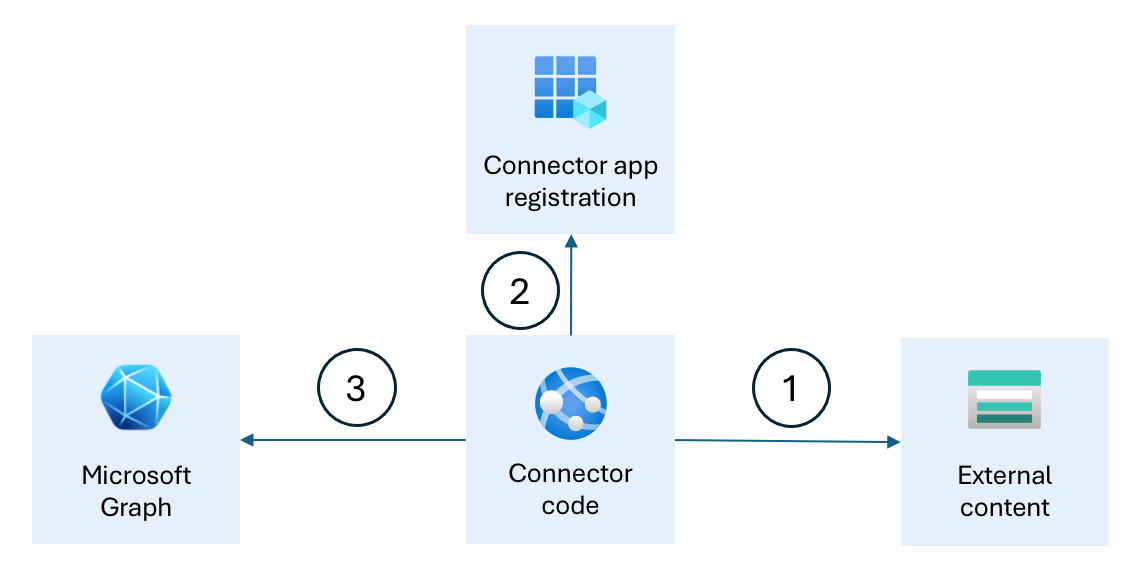 Connector app
registration
2
3
1
Microsoft
Graph
Connector
code
External
content